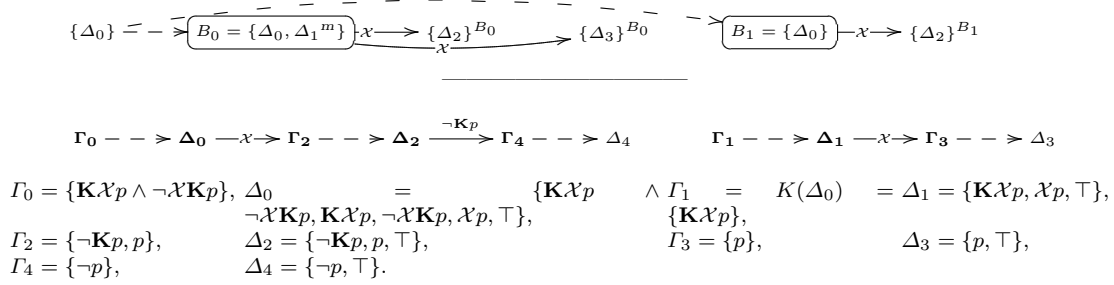 {Δ₀} B₀ = {Δ₀, Δ₁ᵐ} 𝒳 {Δ₂}ᴮ⁰ {Δ₃}ᴮ⁰ B₁ = {Δ₀} 𝒳 {Δ₂}ᴮ¹
𝒳
¬𝐊p
𝚪₀ 𝚫₀ 𝒳 𝚪₂ 𝚫₂ 𝚪₄ Δ₄ 𝚪₁ 𝚫₁ 𝒳 𝚪₃ Δ₃
Γ₀ = {𝐊𝒳p ∧ ¬𝒳𝐊p}, Δ₀ = {𝐊𝒳p ∧ Γ₁ = K(Δ₀) = Δ₁ = {𝐊𝒳p, 𝒳p, ⊤},
¬𝒳𝐊p, 𝐊𝒳p, ¬𝒳𝐊p, 𝒳p, ⊤}, {𝐊𝒳p},
Γ₂ = {¬𝐊p, p}, Δ₂ = {¬𝐊p, p, ⊤}, Γ₃ = {p}, Δ₃ = {p, ⊤},
Γ₄ = {¬p}, Δ₄ = {¬p, ⊤}.